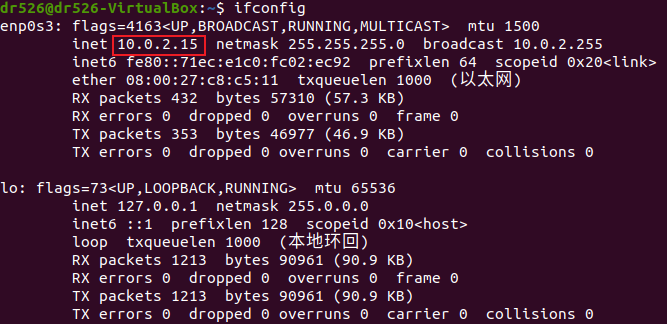 dr526@dr526-VirtualBox:~$ ifconfig
enp0s3: flags=4163<UP,BROADCAST,RUNNING,MULTICAST>  mtu 1500
        inet 10.0.2.15  netmask 255.255.255.0  broadcast 10.0.2.255
        inet6 fe80::71ec:e1c0:fc02:ec92  prefixlen 64  scopeid 0x20<link>
        ether 08:00:27:c8:c5:11  txqueuelen 1000  (以太网)
        RX packets 432  bytes 57310 (57.3 KB)
        RX errors 0  dropped 0  overruns 0  frame 0
        TX packets 353  bytes 46977 (46.9 KB)
        TX errors 0  dropped 0 overruns 0  carrier 0  collisions 0

lo: flags=73<UP,LOOPBACK,RUNNING>  mtu 65536
        inet 127.0.0.1  netmask 255.0.0.0
        inet6 ::1  prefixlen 128  scopeid 0x10<host>
        loop  txqueuelen 1000  (本地环回)
        RX packets 1213  bytes 90961 (90.9 KB)
        RX errors 0  dropped 0  overruns 0  frame 0
        TX packets 1213  bytes 90961 (90.9 KB)
        TX errors 0  dropped 0 overruns 0  carrier 0  collisions 0